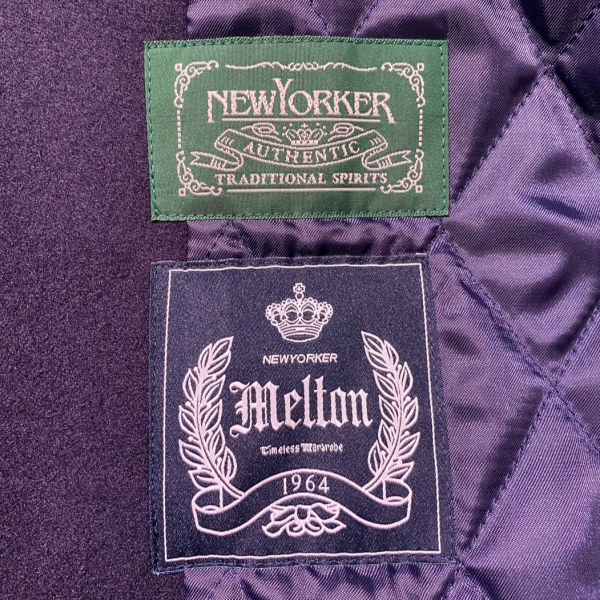 NEWYORKER
AUTHENTIC
TRADITIONAL SPIRITS
NEWYORKER
Melton
Timeless Wardrobe
1964